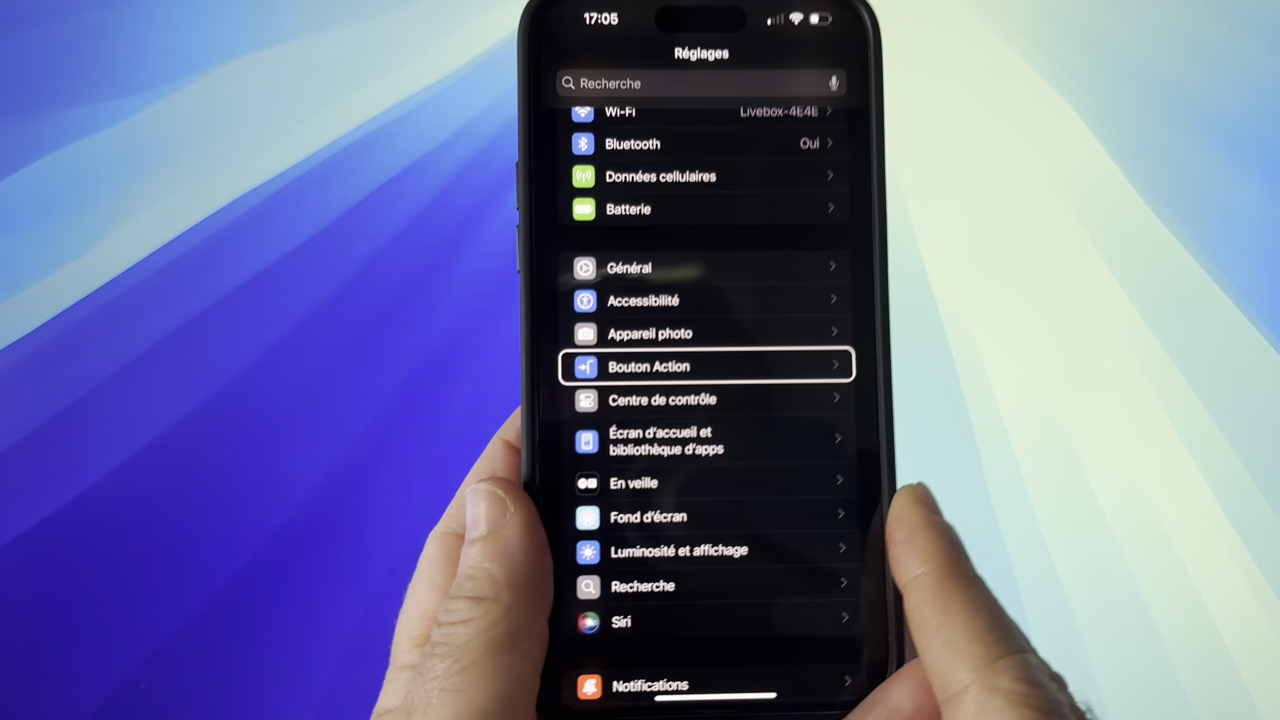 17:05
Réglages
Recherche
Wi-Fi Livebox-4E4E
Bluetooth Oui
Données cellulaires
Batterie
Général
Accessibilité
Appareil photo
Bouton Action
Centre de contrôle
Écran d'accueil et
bibliothèque d'apps
En veille
Fond d'écran
Luminosité et affichage
Recherche
Siri
Notifications